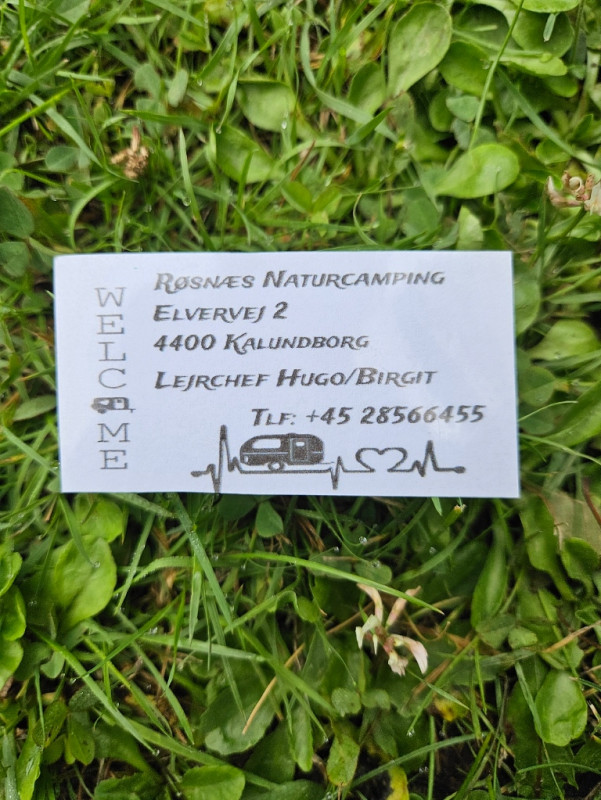 WELCOME
Røsnæs Naturcamping
Elvervej 2
4400 Kalundborg
Lejrchef Hugo/Birgit
Tlf: +45 28566455